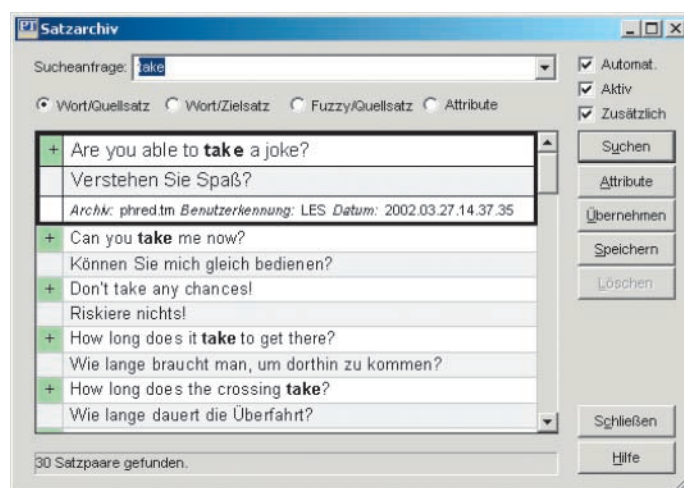 PT Satzarchiv
Sucheanfrage: take
Wort/Quellsatz Wort/Zielsatz Fuzzy/Quellsatz Attribute
Automat.
Aktiv
Zusätzlich
+ Are you able to take a joke?
Verstehen Sie Spaß?
Archiv: phred.tm Benutzerkennung: LES Datum: 2002.03.27.14.37.35
+ Can you take me now?
Können Sie mich gleich bedienen?
+ Don't take any chances!
Riskiere nichts!
+ How long does it take to get there?
Wie lange braucht man, um dorthin zu kommen?
+ How long does the crossing take?
Wie lange dauert die Überfahrt?
Suchen
Attribute
Übernehmen
Speichern
Löschen
Schließen
Hilfe
30 Satzpaare gefunden.